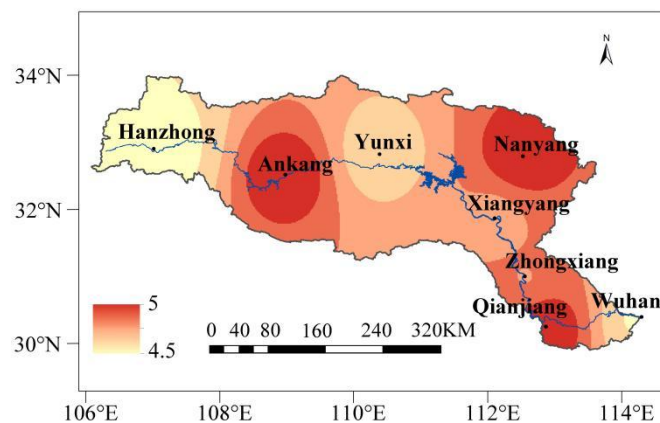 N
34°N
32°N
30°N
Hanzhong
Ankang
Yunxi
Nanyang
Xiangyang
Zhongxiang
Qianjiang
Wuhan
5
4.5
0 40 80 160 240 320KM
106°E 108°E 110°E 112°E 114°E